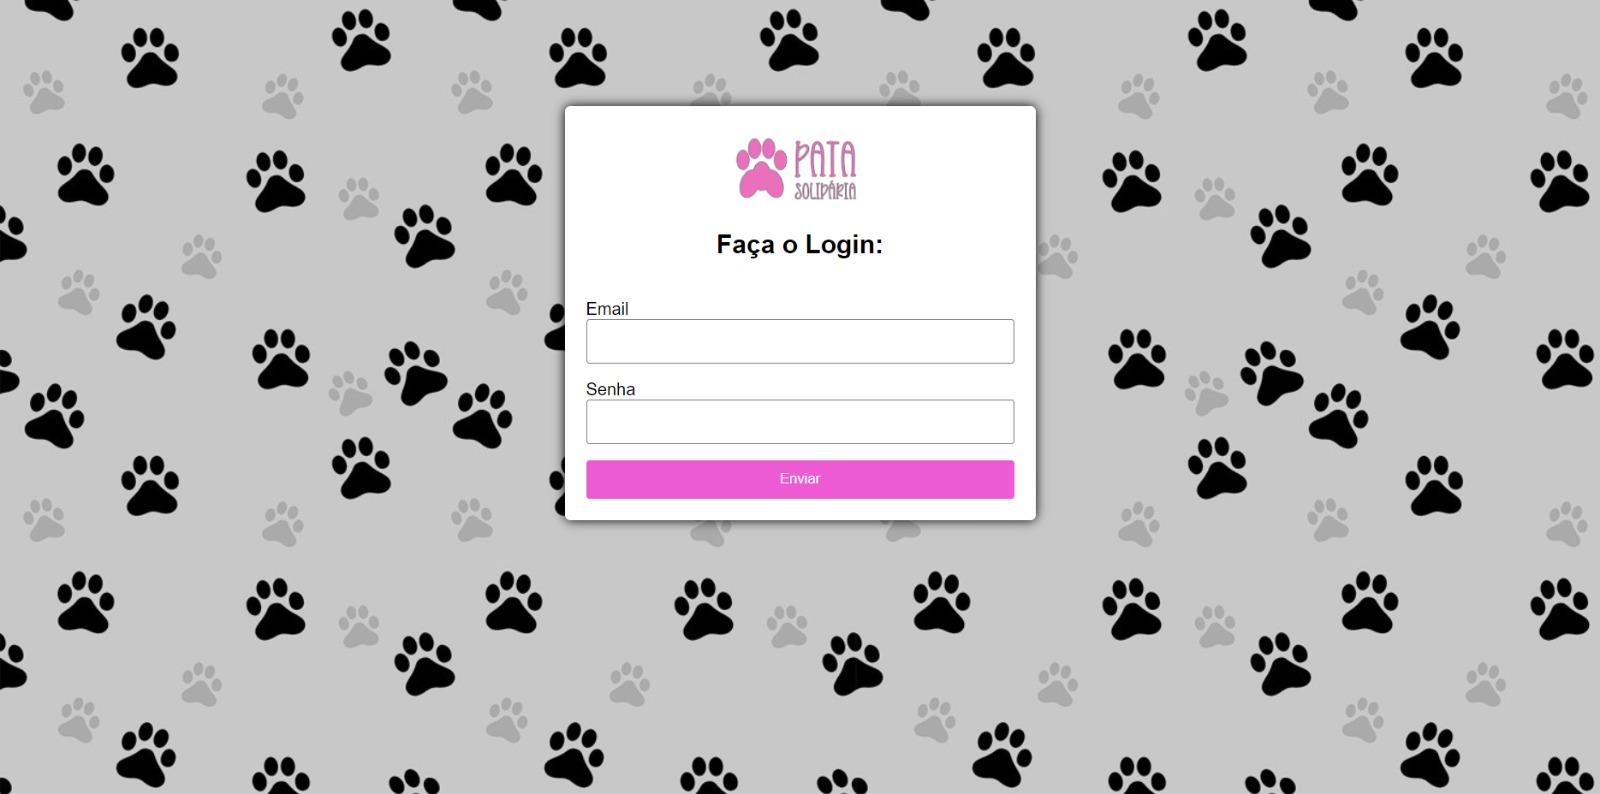 PATA
SOLIDÁRIA
Faça o Login:
Email
Senha
Enviar